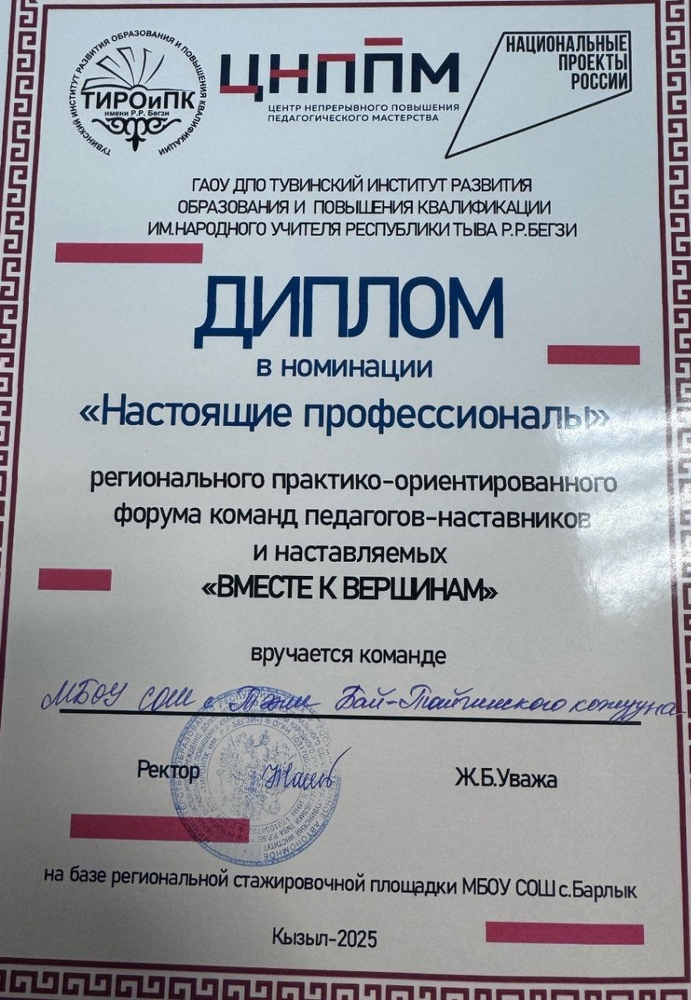 ТУВИНСКИЙ ИНСТИТУТ РАЗВИТИЯ ОБРАЗОВАНИЯ И ПОВЫШЕНИЯ КВАЛИФИКАЦИИ
ТИРОиПК
имени Р.Р. Бегзи
ЦНППМ
ЦЕНТР НЕПРЕРЫВНОГО ПОВЫШЕНИЯ
ПЕДАГОГИЧЕСКОГО МАСТЕРСТВА
НАЦИОНАЛЬНЫЕ
ПРОЕКТЫ
РОССИИ
ГАОУ ДПО ТУВИНСКИЙ ИНСТИТУТ РАЗВИТИЯ
ОБРАЗОВАНИЯ И ПОВЫШЕНИЯ КВАЛИФИКАЦИИ
ИМ.НАРОДНОГО УЧИТЕЛЯ РЕСПУБЛИКИ ТЫВА Р.Р.БЕГЗИ
ДИПЛОМ
в номинации
«Настоящие профессионалы»
регионального практико-ориентированного
форума команд педагогов-наставников
и наставляемых
«ВМЕСТЕ К ВЕРШИНАМ»
вручается команде
МБОУ СОШ с Тээли Бай-Тайгинского кожууна
Ректор
Ж.Б.Уважа
на базе региональной стажировочной площадки МБОУ СОШ с.Барлык
Кызыл-2025